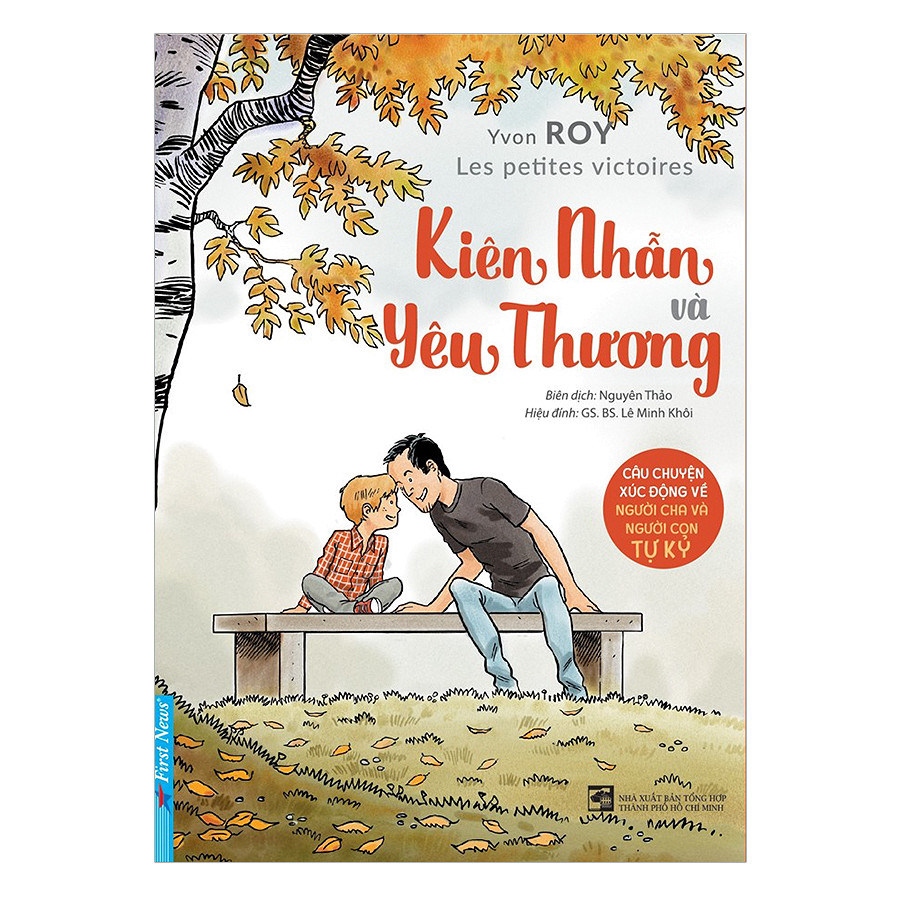 Yvon ROY
Les petites victoires
Kiên Nhẫn
và
Yêu Thương
Biên dịch: Nguyên Thảo
Hiệu đính: GS. BS. Lê Minh Khôi
CÂU CHUYỆN
XÚC ĐỘNG VỀ
NGƯỜI CHA VÀ
NGƯỜI CON
TỰ KỶ
First News®
NHÀ XUẤT BẢN TỔNG HỢP
THÀNH PHỐ HỒ CHÍ MINH